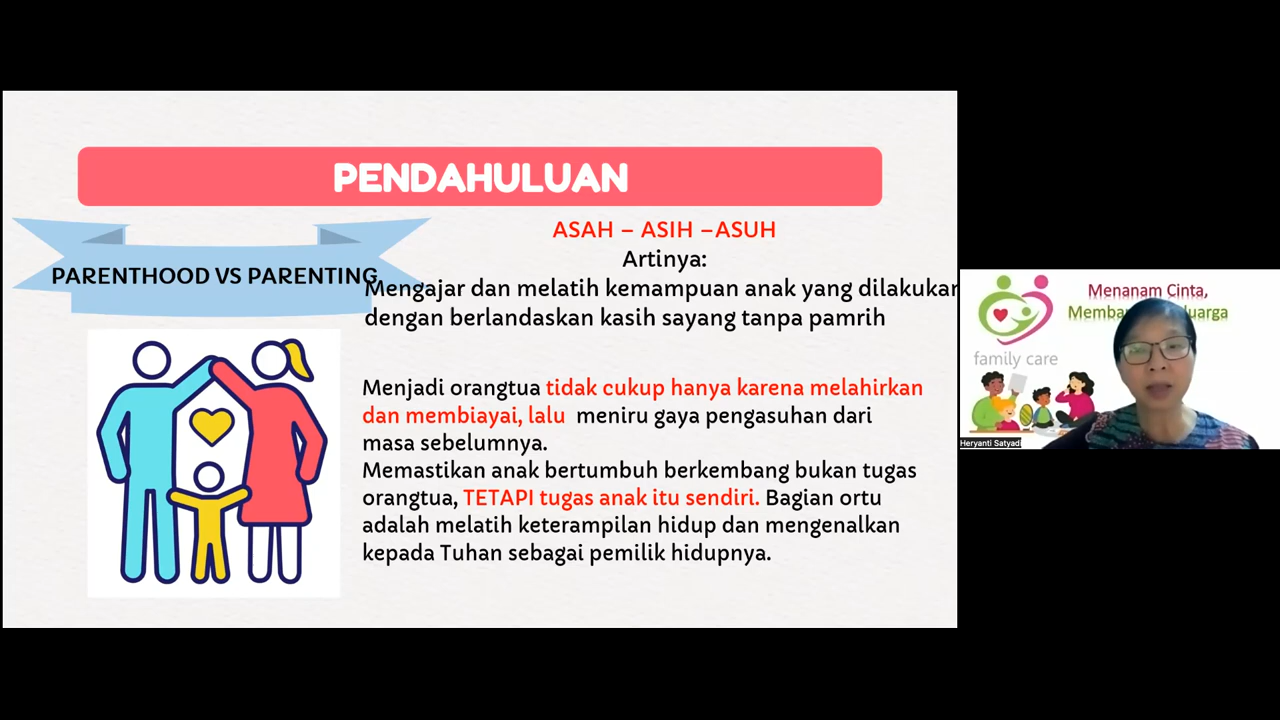 PENDAHULUAN
PARENTHOOD VS PARENTING
ASAH – ASIH –ASUH
Artinya:
Mengajar dan melatih kemampuan anak yang dilakukan
dengan berlandaskan kasih sayang tanpa pamrih
Menjadi orangtua tidak cukup hanya karena melahirkan
dan membiayai, lalu meniru gaya pengasuhan dari
masa sebelumnya.
Memastikan anak bertumbuh berkembang bukan tugas
orangtua, TETAPI tugas anak itu sendiri. Bagian ortu
adalah melatih keterampilan hidup dan mengenalkan
kepada Tuhan sebagai pemilik hidupnya.
Menanam Cinta,
family care
Heryanti Satyadi